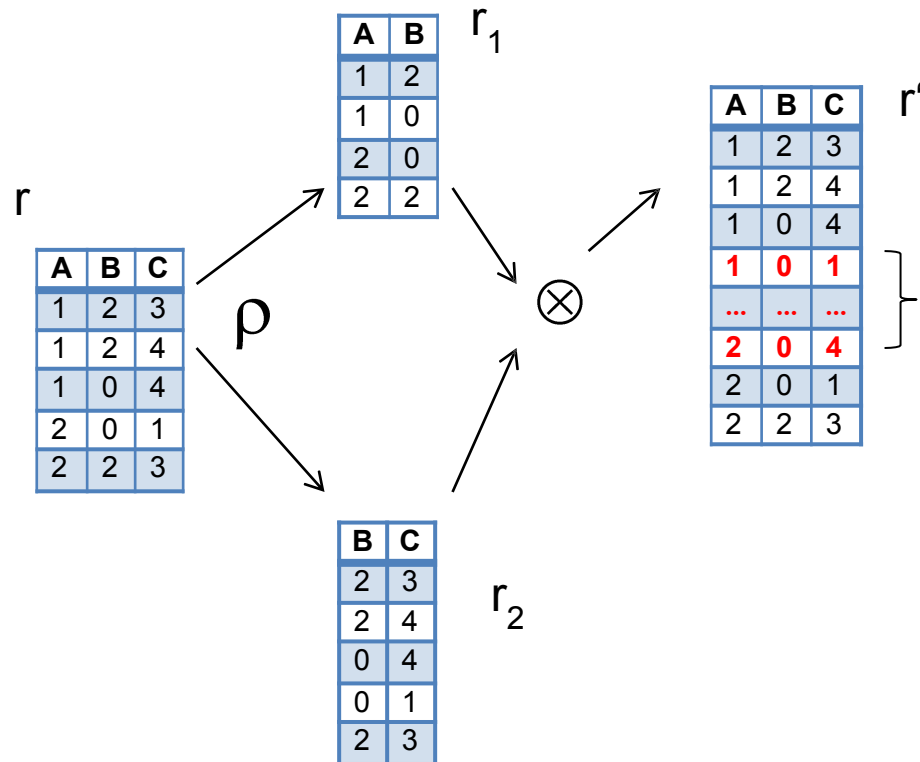 r₁
A B
1 2
1 0
2 0
2 2
r
A B C
1 2 3
1 2 4
1 0 4
2 0 1
2 2 3
ρ
⊗
r‘
A B C
1 2 3
1 2 4
1 0 4
1 0 1
... ... ...
2 0 4
2 0 1
2 2 3
r₂
B C
2 3
2 4
0 4
0 1
2 3